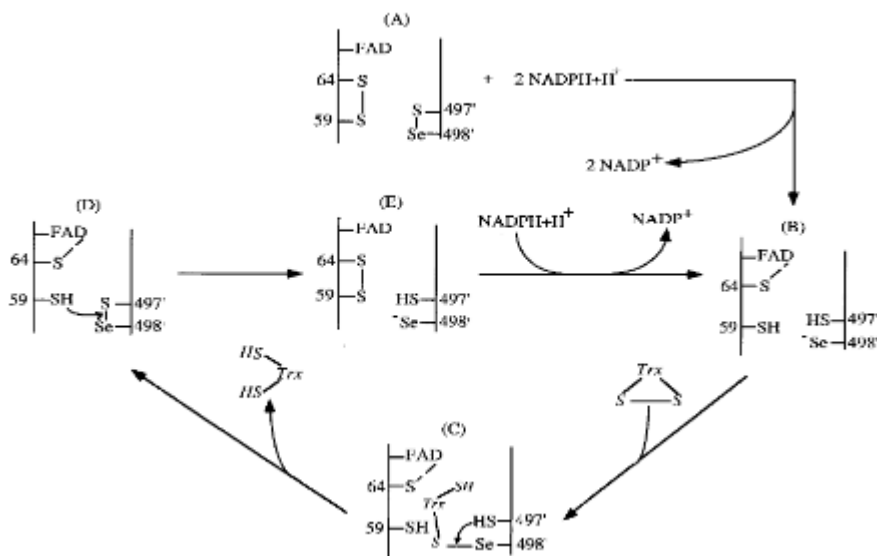 (A)
FAD
64 S
S 497'
59 S
Se 498'
+ 2 NADPH+H+
2 NADP+
(D)
FAD
64 S
59 SH
S 497'
Se 498'
(E)
FAD
64 S
59 S
HS 497'
-Se 498'
NADPH+H+
NADP+
(B)
FAD
64 S
59 SH
HS 497'
-Se 498'
HS
Trx
HS
Trx
S S
(C)
FAD
64 S
SH
Trx
59 SH
HS 497'
S Se 498'